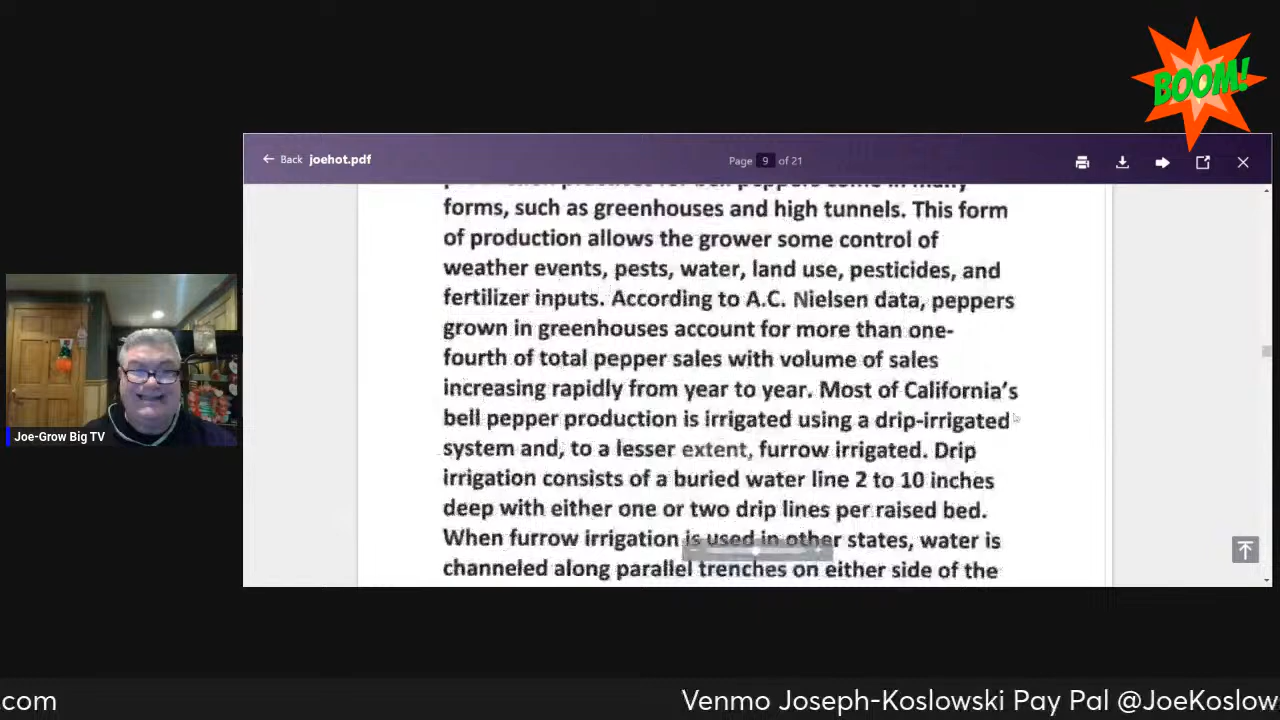 BOOM!
Back joehot.pdf
Page 9 of 21
forms, such as greenhouses and high tunnels. This form
of production allows the grower some control of
weather events, pests, water, land use, pesticides, and
fertilizer inputs. According to A.C. Nielsen data, peppers
grown in greenhouses account for more than one-
fourth of total pepper sales with volume of sales
increasing rapidly from year to year. Most of California's
bell pepper production is irrigated using a drip-irrigated
system and, to a lesser extent, furrow irrigated. Drip
irrigation consists of a buried water line 2 to 10 inches
deep with either one or two drip lines per raised bed.
When furrow irrigation is used in other states, water is
channeled along parallel trenches on either side of the
Joe-Grow Big TV
.com
Venmo Joseph-Koslowski Pay Pal @JoeKoslow